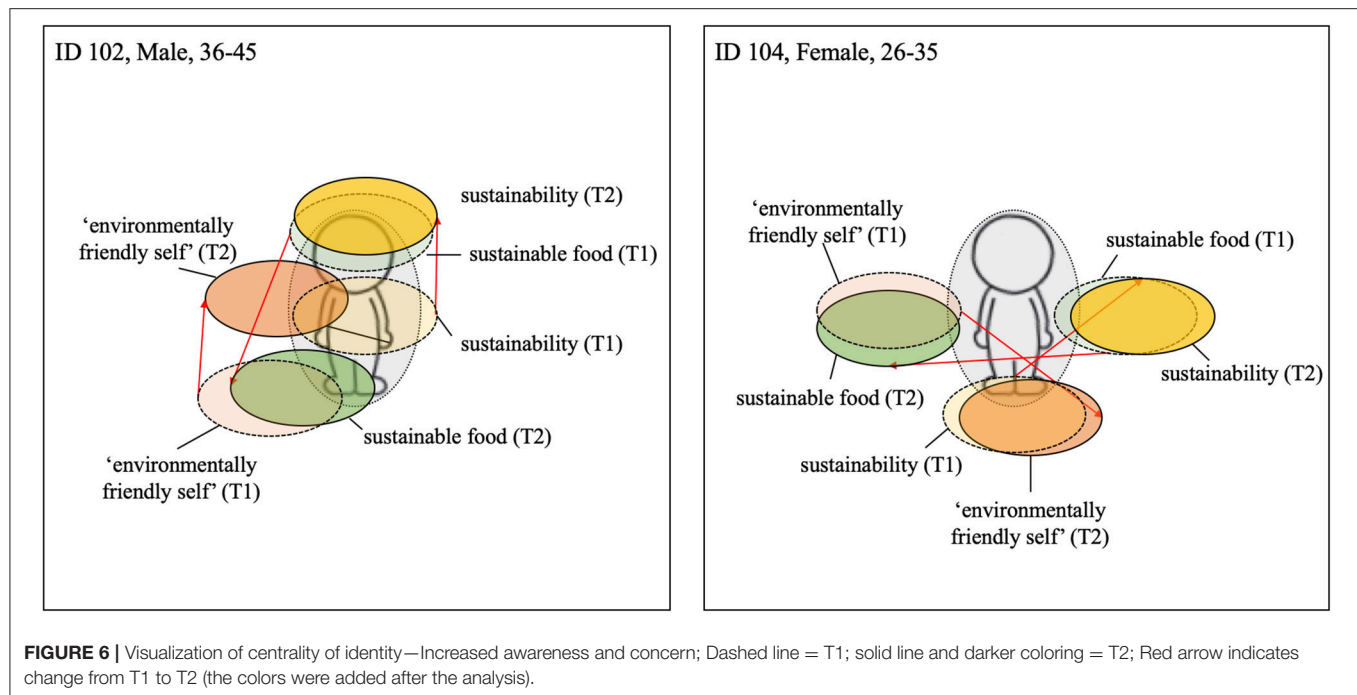 ID 102, Male, 36-45
sustainability (T2)
‘environmentally
friendly self’ (T2)
sustainable food (T1)
sustainability (T1)
sustainable food (T2)
‘environmentally
friendly self’ (T1)
ID 104, Female, 26-35
‘environmentally
friendly self’ (T1)
sustainable food (T1)
sustainability (T2)
sustainable food (T2)
sustainability (T1)
‘environmentally
friendly self’ (T2)
FIGURE 6 | Visualization of centrality of identity—Increased awareness and concern; Dashed line = T1; solid line and darker coloring = T2; Red arrow indicates
change from T1 to T2 (the colors were added after the analysis).